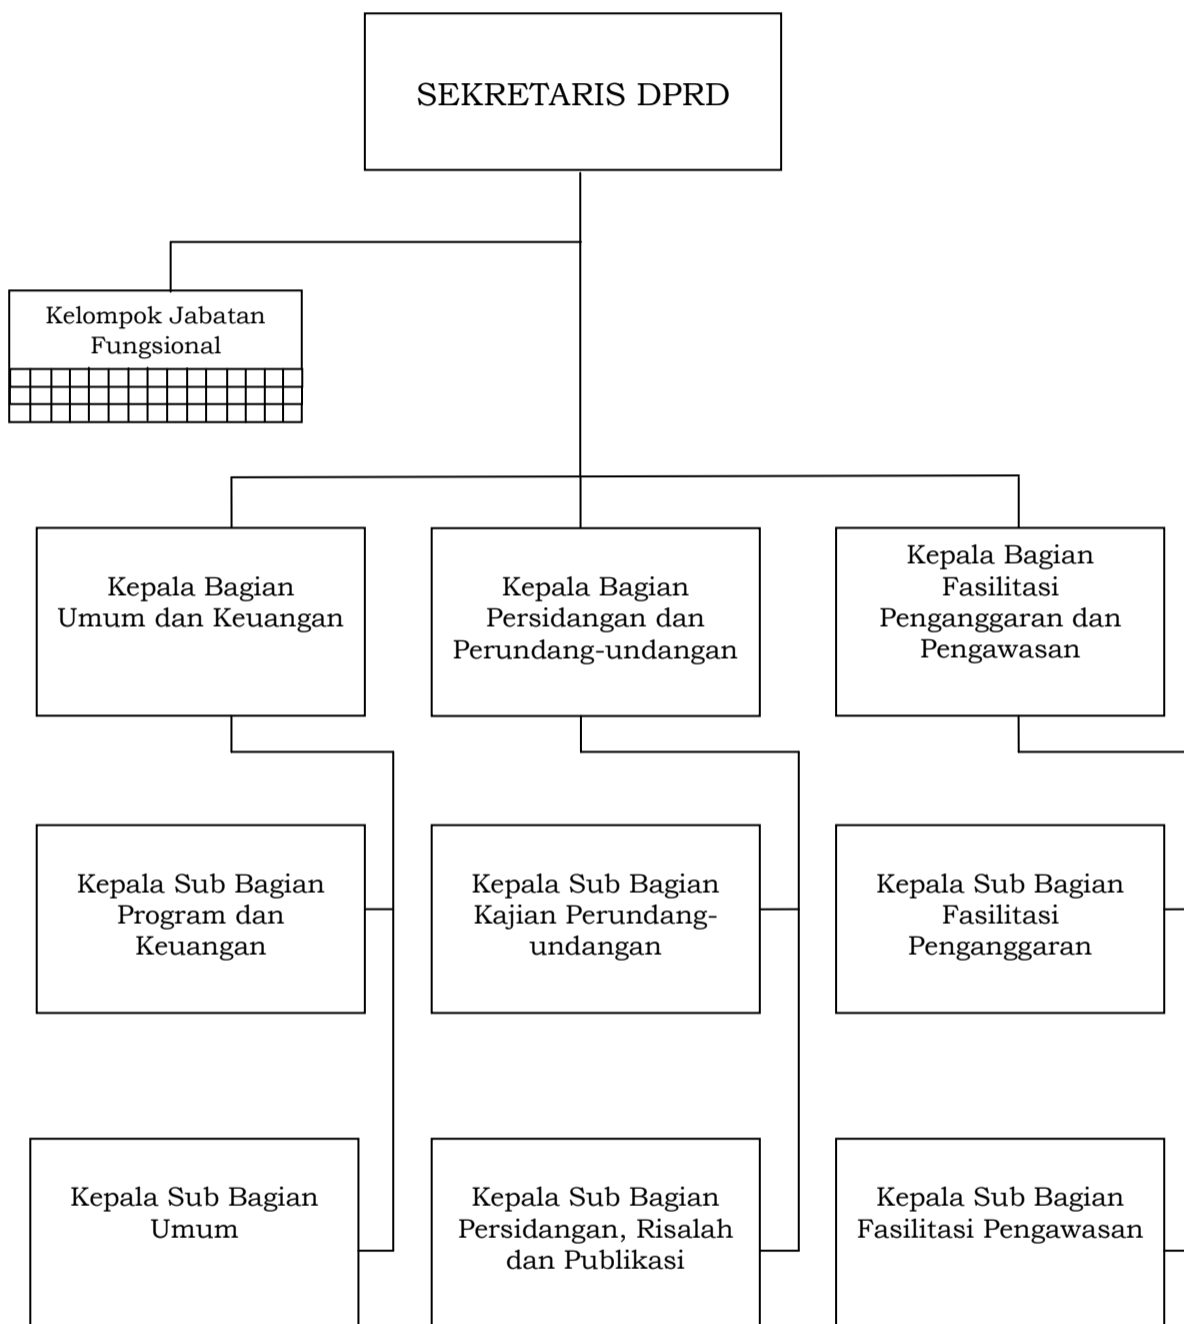 SEKRETARIS DPRD
Kelompok Jabatan
Fungsional
Kepala Bagian
Umum dan Keuangan
Kepala Bagian
Persidangan dan
Perundang-undangan
Kepala Bagian
Fasilitasi
Penganggaran dan
Pengawasan
Kepala Sub Bagian
Program dan
Keuangan
Kepala Sub Bagian
Kajian Perundang-
undangan
Kepala Sub Bagian
Fasilitasi
Penganggaran
Kepala Sub Bagian
Umum
Kepala Sub Bagian
Persidangan, Risalah
dan Publikasi
Kepala Sub Bagian
Fasilitasi Pengawasan